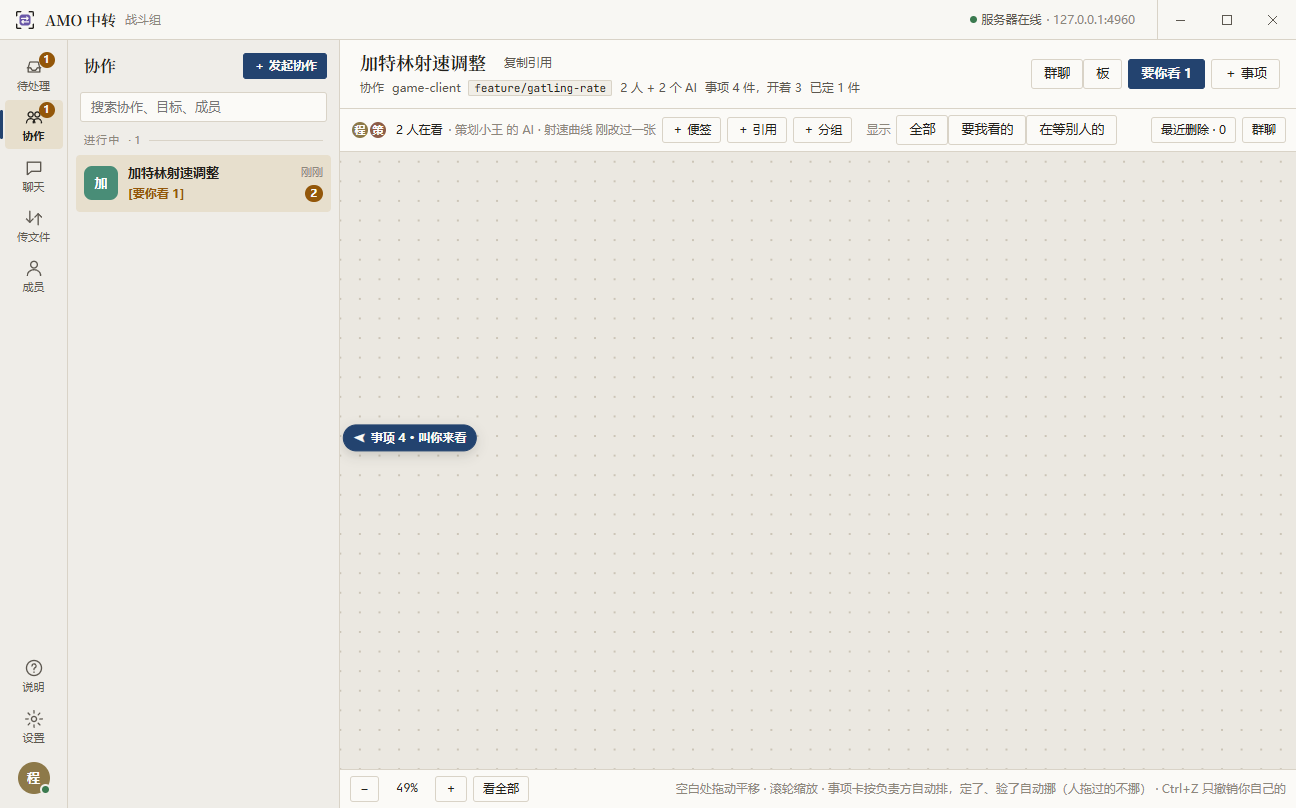 AMO 中转 战斗组
服务器在线 · 127.0.0.1:4960
1
待处理
1
协作
聊天
传文件
成员
说明
设置
程
协作
+ 发起协作
搜索协作、目标、成员
进行中 · 1
加
加特林射速调整
刚刚
[要你看 1]
2
加特林射速调整 复制引用
协作 game-client feature/gatling-rate 2 人 + 2 个 AI 事项 4 件，开着 3 已定 1 件
群聊 板 要你看 1 + 事项
程 策 2 人在看 · 策划小王 的 AI · 射速曲线 刚改过一张 + 便签 + 引用 + 分组 显示 全部 要我看的 在等别人的 最近删除 · 0 群聊
事项 4 · 叫你来看
− 49% + 看全部
空白处拖动平移 · 滚轮缩放 · 事项卡按负责方自动排，定了、验了自动挪（人拖过的不挪） · Ctrl+Z 只撤销你自己的